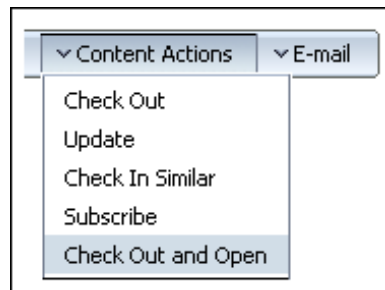 Content Actions E-mail
Check Out
Update
Check In Similar
Subscribe
Check Out and Open